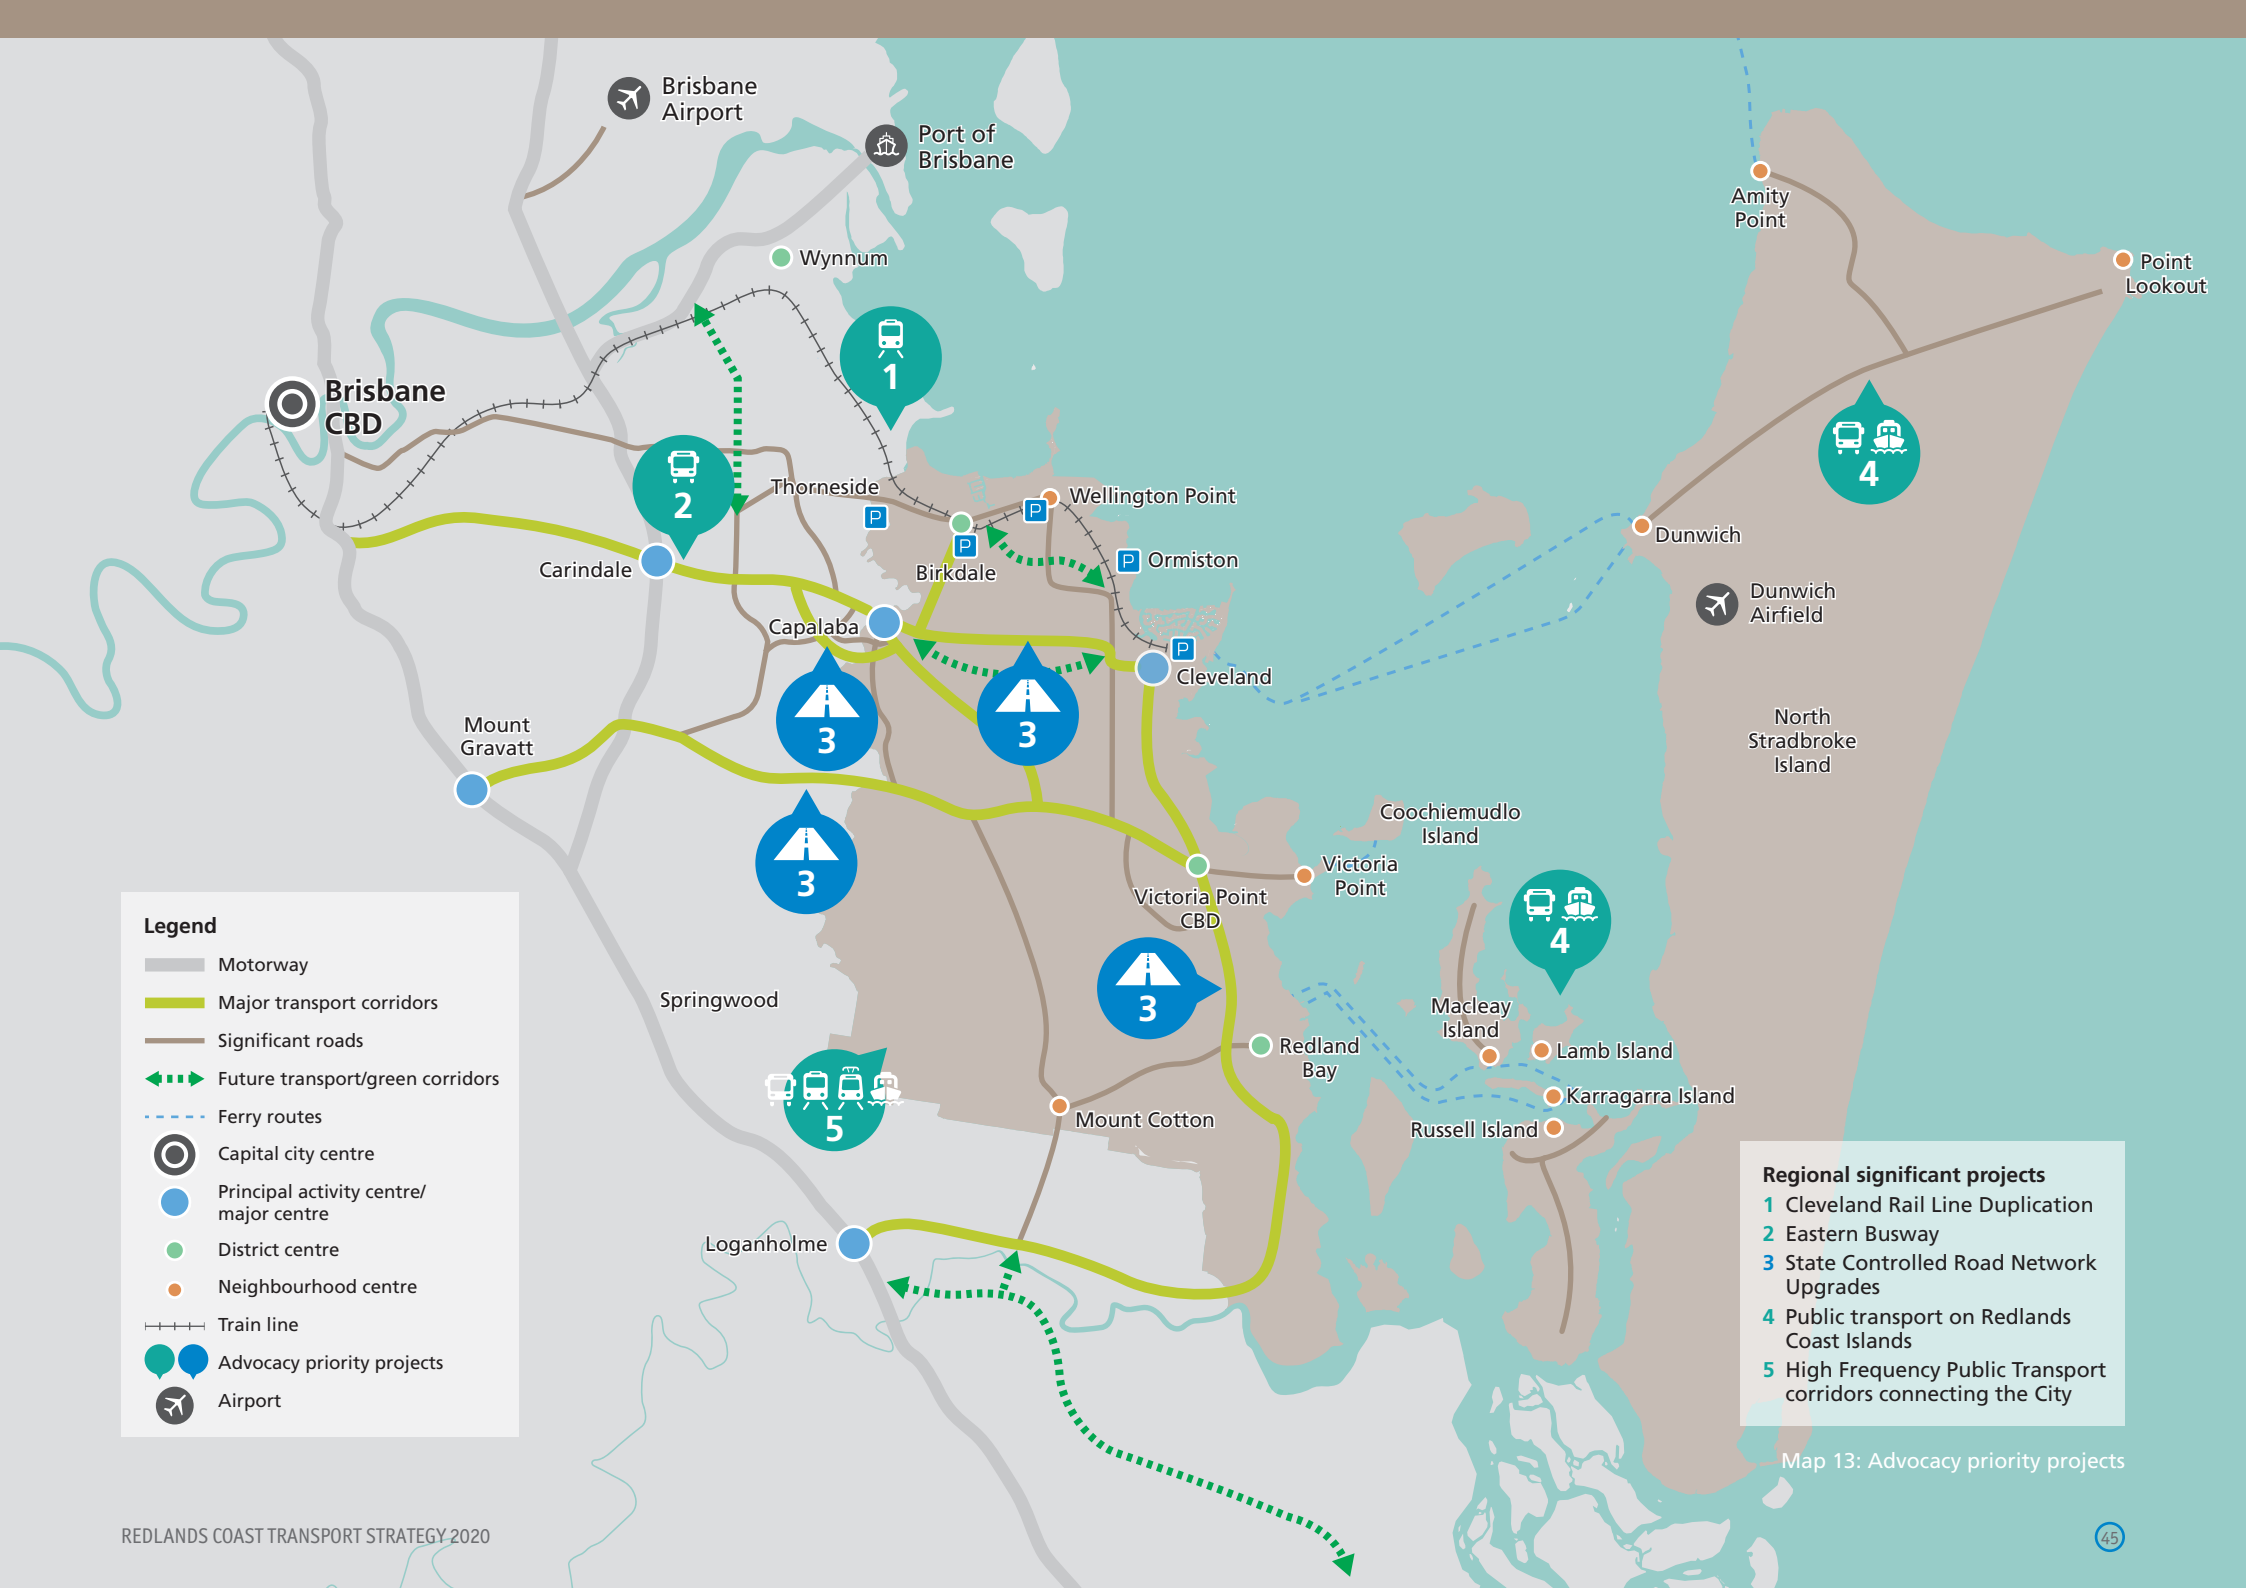 Brisbane
Airport
Port of
Brisbane
Wynnum
Amity
Point
Point
Lookout
1
Brisbane
CBD
4
2
Thorneside
P
Wellington Point
P
P
Dunwich
Carindale
Birkdale
P
Ormiston
Dunwich
Airfield
Capalaba
P
Cleveland
Mount
Gravatt
3
3
North
Stradbroke
Island
Coochiemudlo
Island
3
Victoria
Point
Victoria Point
CBD
4
3
Springwood
Macleay
Island
Redland
Bay
Lamb Island
Karragarra Island
5
Mount Cotton
Russell Island
Loganholme
Legend
Motorway
Major transport corridors
Significant roads
Future transport/green corridors
Ferry routes
Capital city centre
Principal activity centre/
major centre
District centre
Neighbourhood centre
Train line
Advocacy priority projects
Airport
Regional significant projects
1 Cleveland Rail Line Duplication
2 Eastern Busway
3 State Controlled Road Network
Upgrades
4 Public transport on Redlands
Coast Islands
5 High Frequency Public Transport
corridors connecting the City
Map 13: Advocacy priority projects
REDLANDS COAST TRANSPORT STRATEGY 2020
45